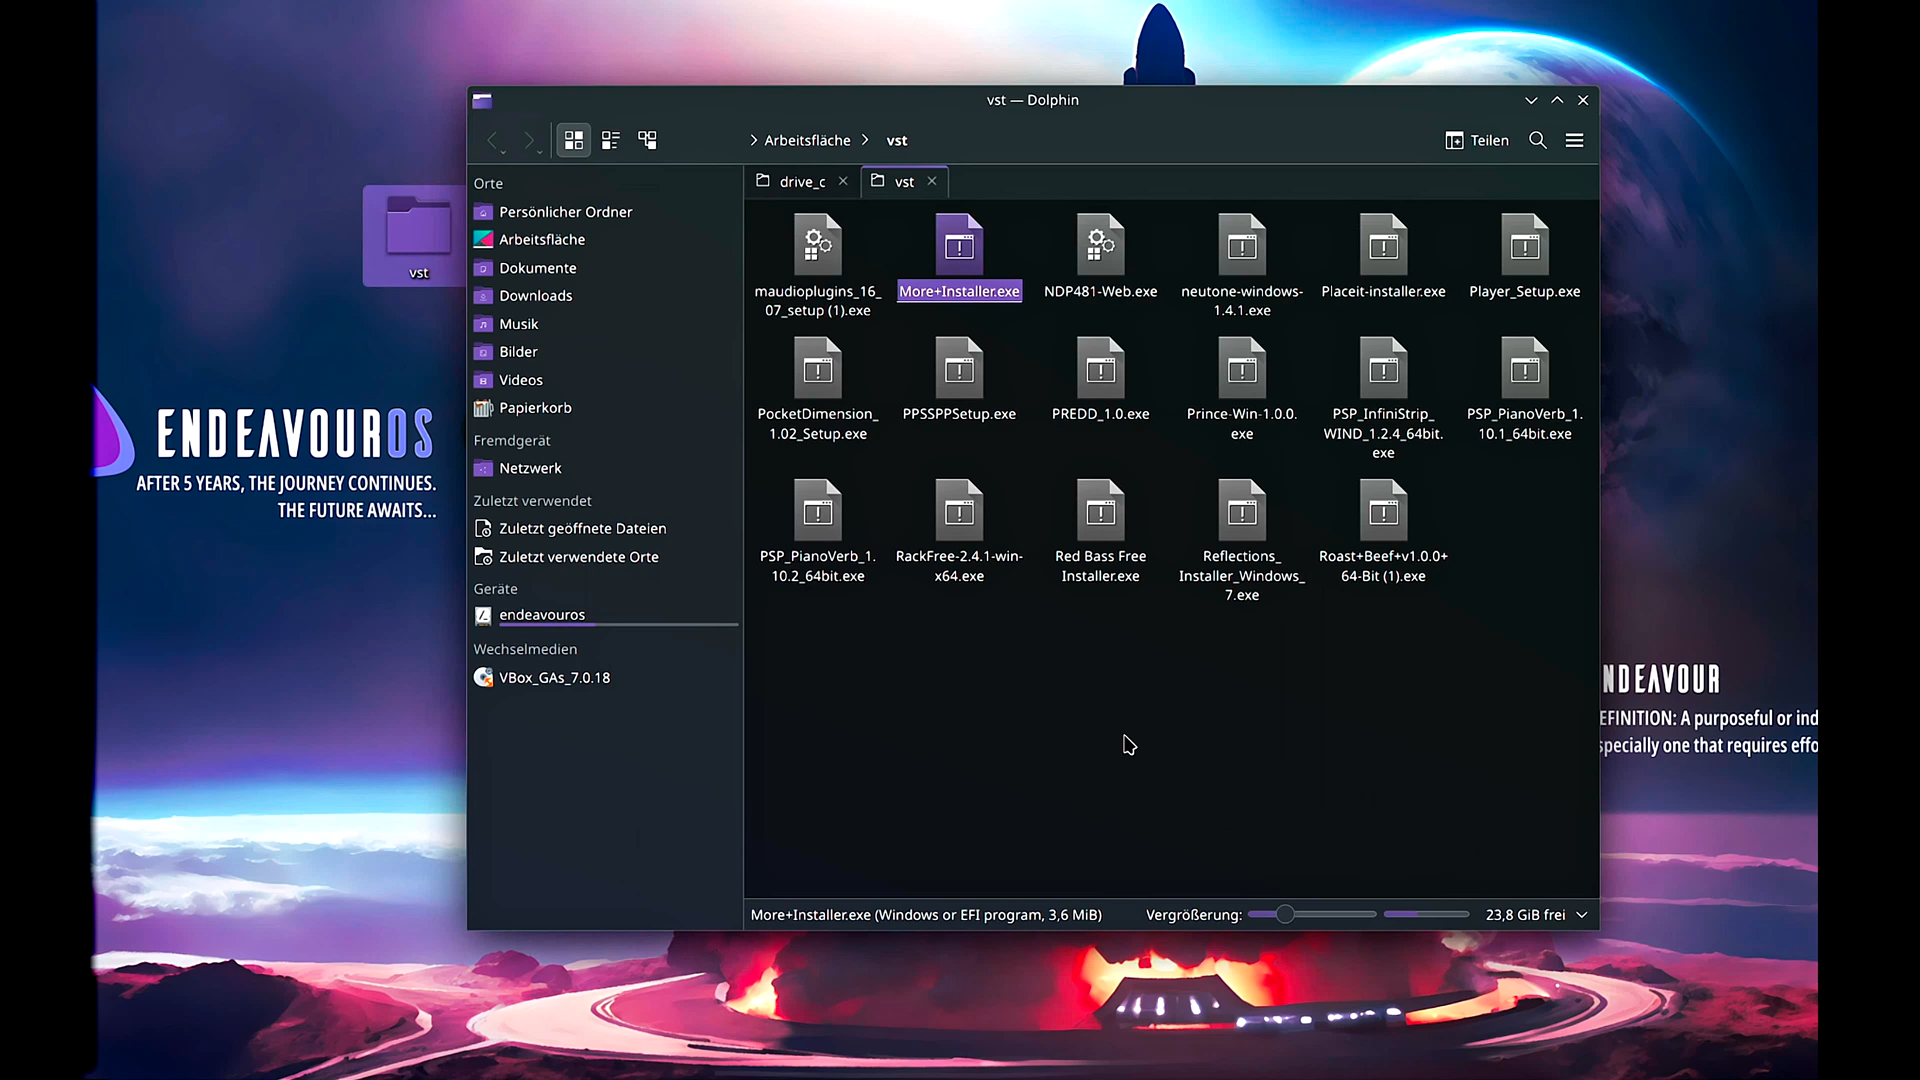 vst — Dolphin
Arbeitsfläche
vst
Teilen
drive_c
vst
Orte
Persönlicher Ordner
Arbeitsfläche
Dokumente
Downloads
Musik
Bilder
Videos
Papierkorb
Fremdgerät
Netzwerk
Zuletzt verwendet
Zuletzt geöffnete Dateien
Zuletzt verwendete Orte
Geräte
endeavouros
Wechselmedien
VBox_GAs_7.0.18
maudioplugins_16_
07_setup (1).exe
More+Installer.exe
NDP481-Web.exe
neutone-windows-
1.4.1.exe
Placeit-installer.exe
Player_Setup.exe
PocketDimension_
1.02_Setup.exe
PPSSPPSetup.exe
PREDD_1.0.exe
Prince-Win-1.0.0.
exe
PSP_InfiniStrip_
WIND_1.2.4_64bit.
exe
PSP_PianoVerb_1.
10.1_64bit.exe
PSP_PianoVerb_1.
10.2_64bit.exe
RackFree-2.4.1-win-
x64.exe
Red Bass Free
Installer.exe
Reflections_
Installer_Windows_
7.exe
Roast+Beef+v1.0.0+
64-Bit (1).exe
More+Installer.exe (Windows or EFI program, 3,6 MiB)
Vergrößerung:
23,8 GiB frei
vst
ENDEAVOUROS
AFTER 5 YEARS, THE JOURNEY CONTINUES.
THE FUTURE AWAITS...
NDEAVOUR
EFINITION: A purposeful or ind
specially one that requires effo